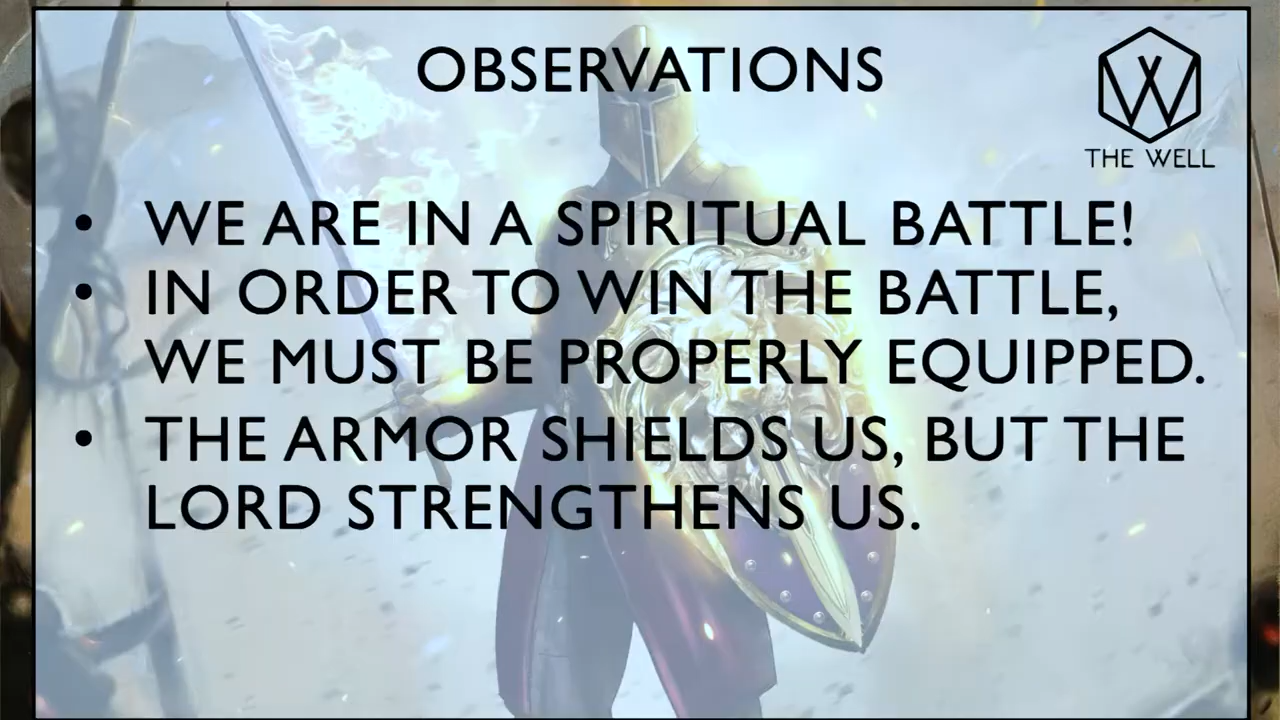 OBSERVATIONS
THE WELL
• WE ARE IN A SPIRITUAL BATTLE!
• IN ORDER TO WIN THE BATTLE,
WE MUST BE PROPERLY EQUIPPED.
• THE ARMOR SHIELDS US, BUT THE
LORD STRENGTHENS US.